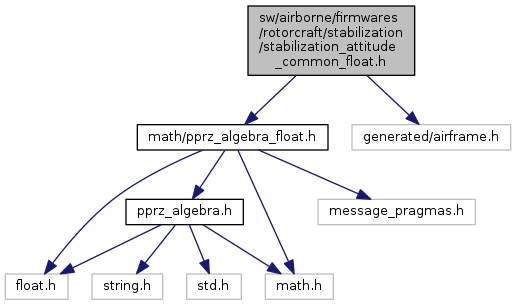 sw/airborne/firmwares
/rotorcraft/stabilization
/stabilization_attitude
_common_float.h
math/pprz_algebra_float.h
generated/airframe.h
pprz_algebra.h
message_pragmas.h
float.h
string.h
std.h
math.h